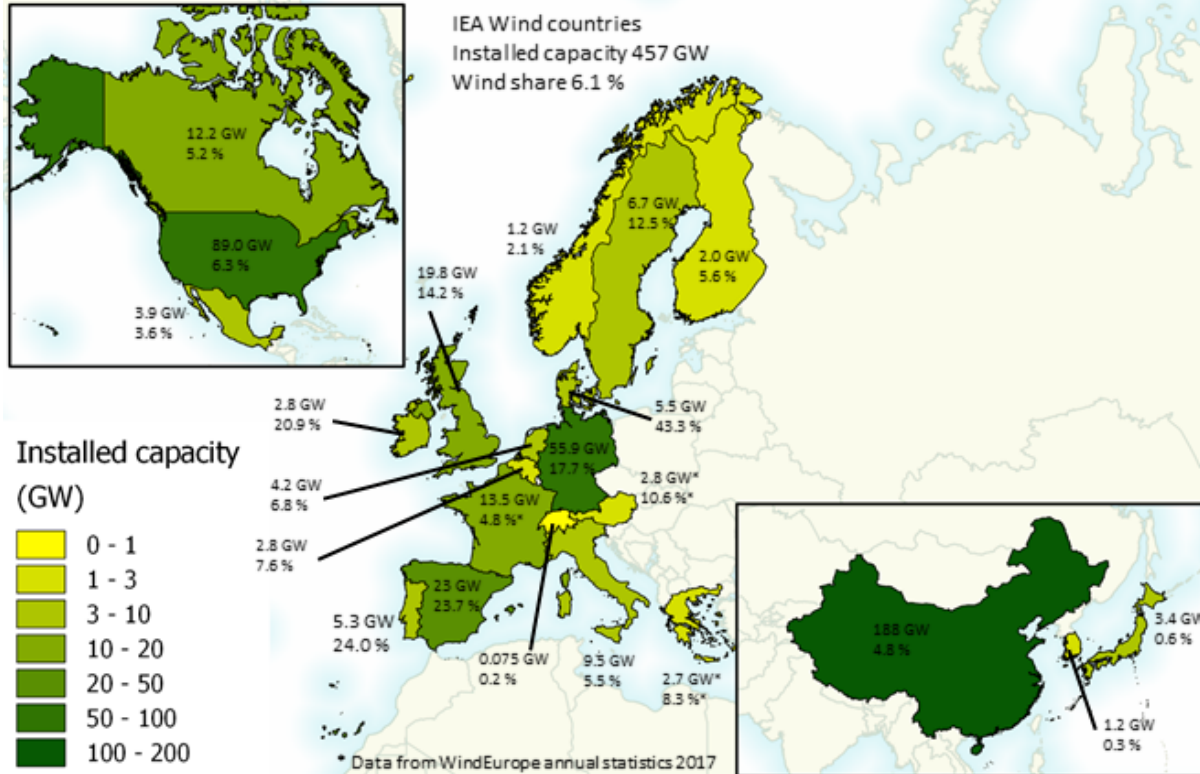 IEA Wind countries
Installed capacity 457 GW
Wind share 6.1 %
12.2 GW
5.2 %
89.0 GW
6.3 %
3.9 GW
3.6 %
1.2 GW
2.1 %
6.7 GW
12.5 %
2.0 GW
5.6 %
19.8 GW
14.2 %
2.8 GW
20.9 %
5.5 GW
43.3 %
55.9 GW
17.7 %
4.2 GW
6.8 %
2.8 GW*
10.6 %*
13.5 GW
4.8 %*
2.8 GW
7.6 %
23 GW
23.7 %
5.3 GW
24.0 %
0.075 GW
0.2 %
9.3 GW
5.5 %
2.7 GW*
8.3 %*
188 GW
4.8 %
3.4 GW
0.6 %
1.2 GW
0.3 %
Installed capacity
(GW)
0 - 1
1 - 3
3 - 10
10 - 20
20 - 50
50 - 100
100 - 200
* Data from WindEurope annual statistics 2017